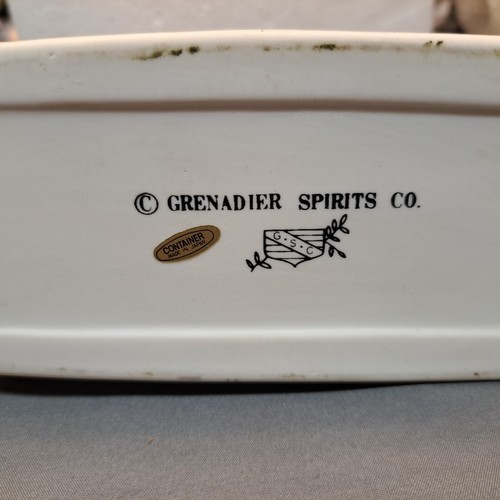 © GRENADIER SPIRITS CO.
CONTAINER
MADE IN JAPAN
G·S·C